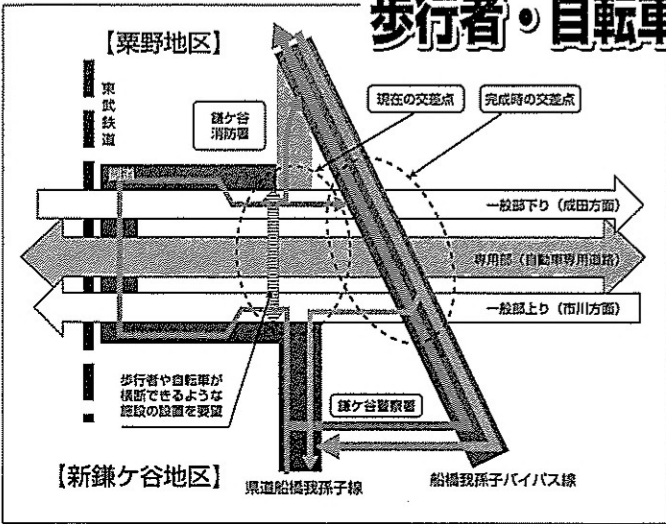 歩行者・自転車
【粟野地区】
東武鉄道
鎌ケ谷
消防署
現在の交差点
完成時の交差点
側道
一般部下り（成田方面）
専用部（自動車専用道路）
一般部上り（市川方面）
歩行者や自転車が
横断できるような
施設の設置を要望
鎌ケ谷警察署
【新鎌ケ谷地区】
県道船橋我孫子線
船橋我孫子バイパス線